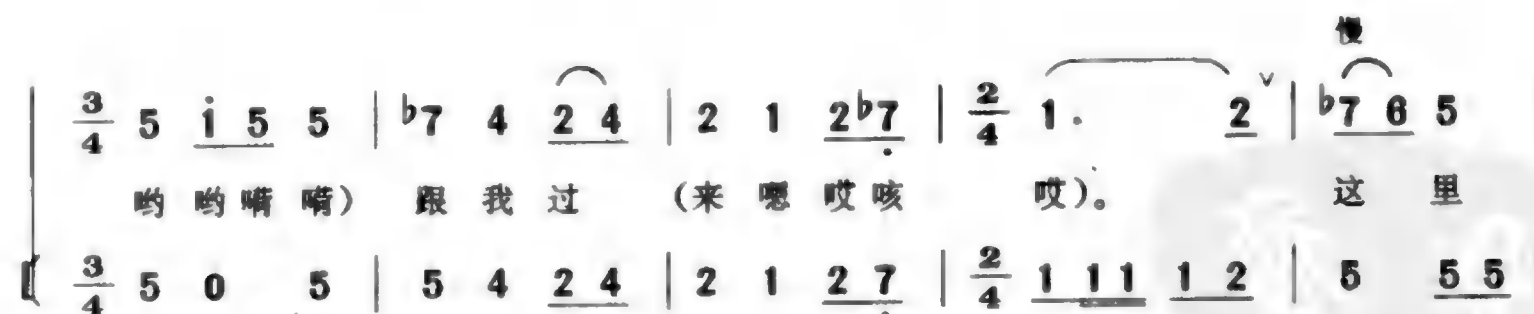 慢
3/4 5 i̇ 5 5 | ♭7 4 2 4 | 2 1 2 ♭7̣ | 2/4 1. 2 ∨ | ♭7 6 5
哟 哟 嗬 嗬） 跟 我 过 （来 嗯 哎 咳 哎）。 这 里
3/4 5 0 5 | 5 4 2 4 | 2 1 2 7̣ | 2/4 1 1 1 1 2 | 5 5 5